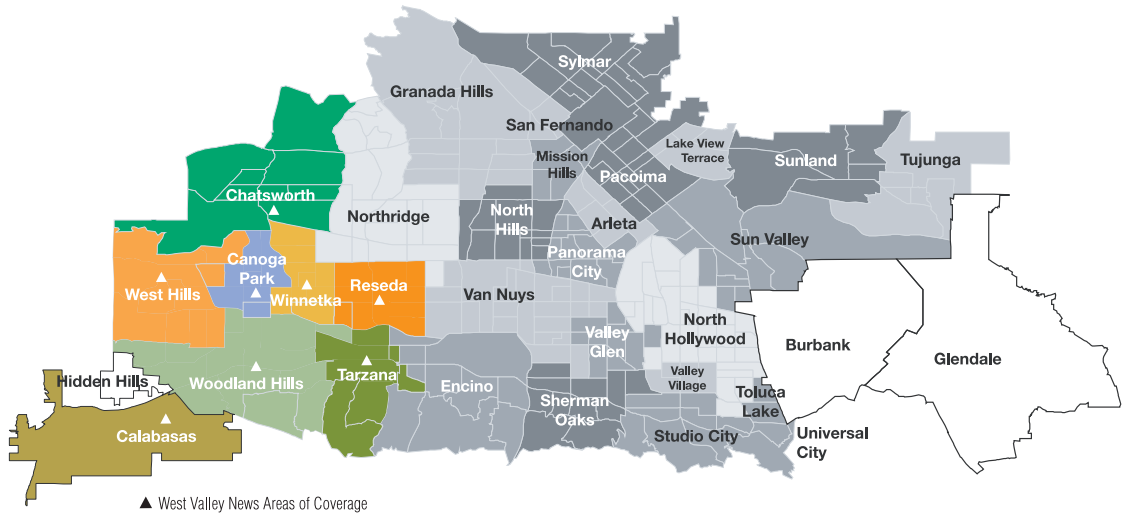 Sylmar
Granada Hills
San Fernando
Mission
Hills
Lake View
Terrace
Sunland
Tujunga
Pacoima
Chatsworth
Northridge
North
Hills
Arleta
Sun Valley
Panorama
City
Canoga
Park
West Hills
Winnetka
Reseda
Van Nuys
North
Hollywood
Valley
Glen
Burbank
Glendale
Hidden Hills
Woodland Hills
Tarzana
Encino
Valley
Village
Toluca
Lake
Sherman
Oaks
Studio City
Universal
City
Calabasas
▲ West Valley News Areas of Coverage